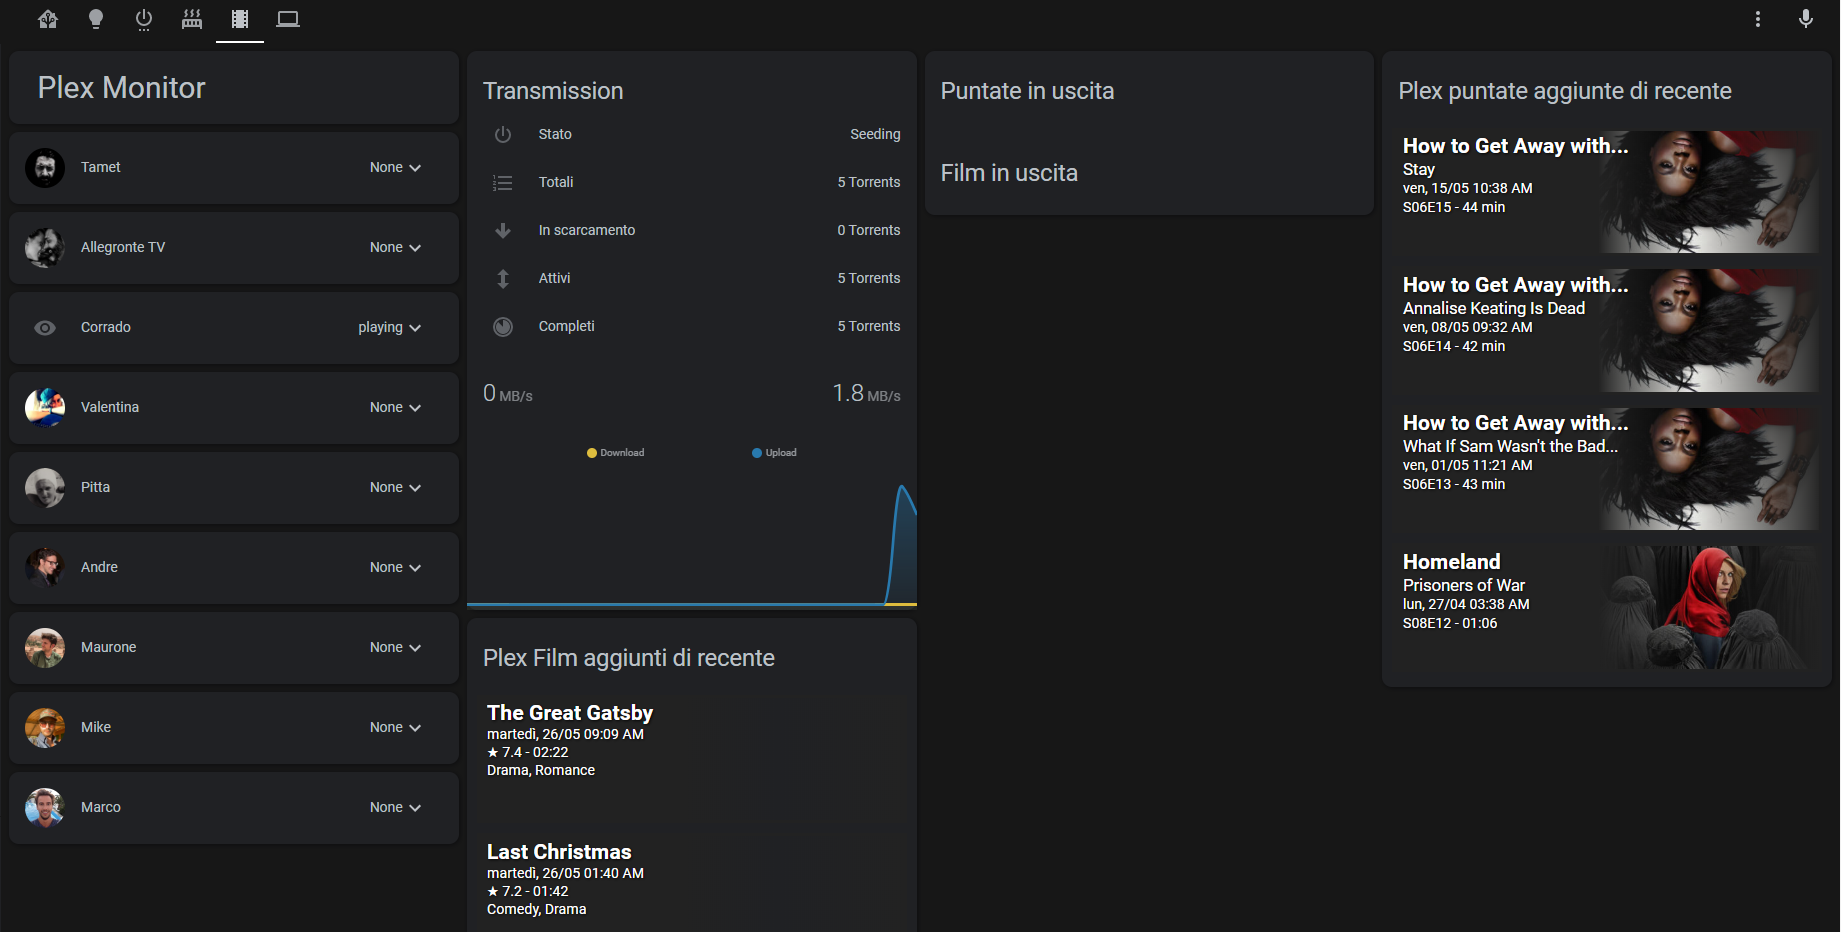 Plex Monitor
Tamet None
Allegronte TV None
Corrado playing
Valentina None
Pitta None
Andre None
Maurone None
Mike None
Marco None
Transmission
Stato Seeding
Totali 5 Torrents
In scarcamento 0 Torrents
Attivi 5 Torrents
Completi 5 Torrents
0 MB/s 1.8 MB/s
Download Upload
Plex Film aggiunti di recente
The Great Gatsby
martedì, 26/05 09:09 AM
★ 7.4 - 02:22
Drama, Romance
Last Christmas
martedì, 26/05 01:40 AM
★ 7.2 - 01:42
Comedy, Drama
Puntate in uscita
Film in uscita
Plex puntate aggiunte di recente
How to Get Away with...
Stay
ven, 15/05 10:38 AM
S06E15 - 44 min
How to Get Away with...
Annalise Keating Is Dead
ven, 08/05 09:32 AM
S06E14 - 42 min
How to Get Away with...
What If Sam Wasn't the Bad...
ven, 01/05 11:21 AM
S06E13 - 43 min
Homeland
Prisoners of War
lun, 27/04 03:38 AM
S08E12 - 01:06